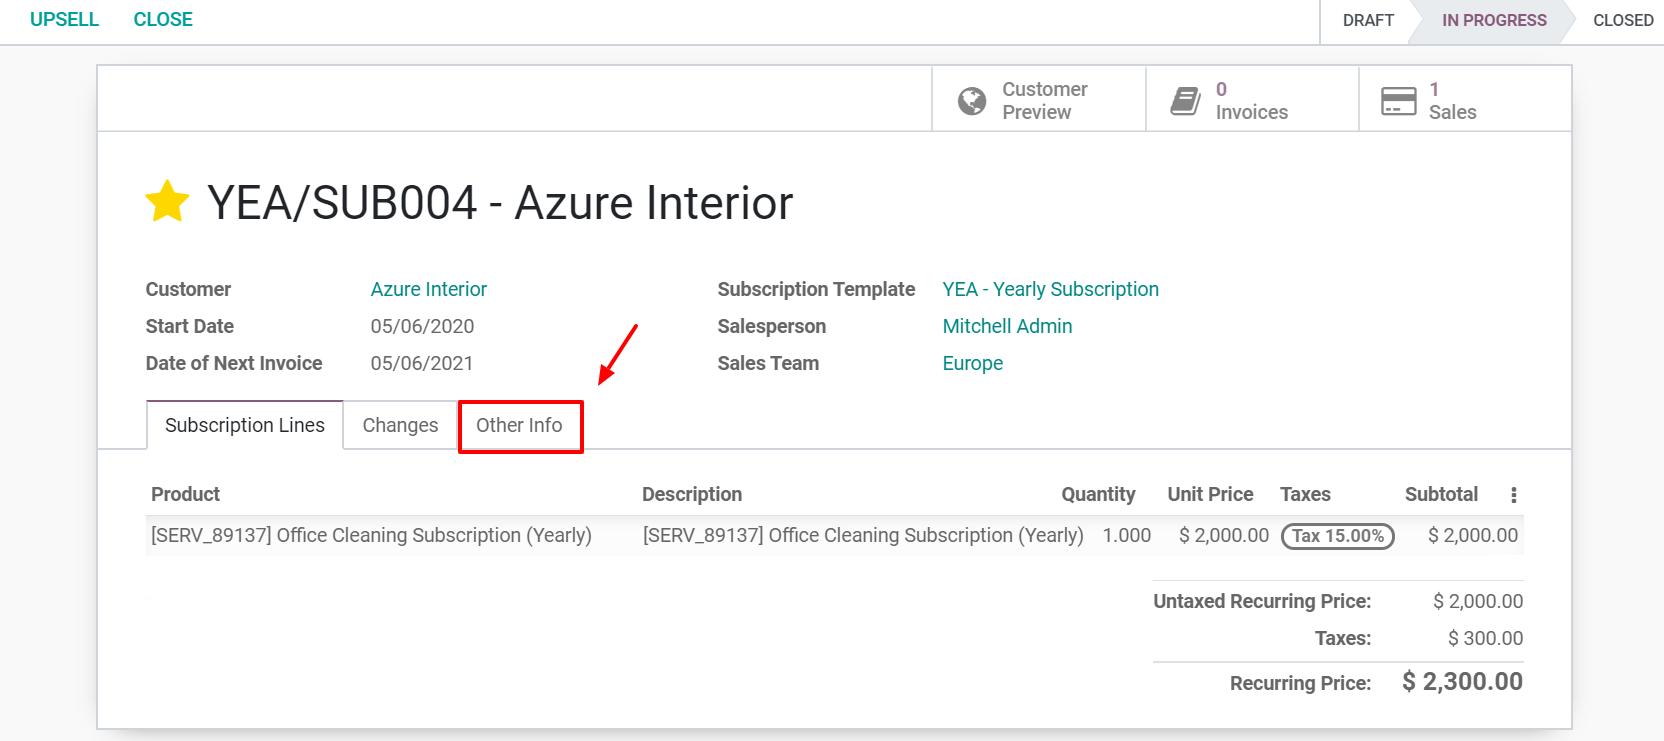 UPSELL CLOSE DRAFT IN PROGRESS CLOSED
Customer Preview
0 Invoices
1 Sales
YEA/SUB004 - Azure Interior
Customer Azure Interior Subscription Template YEA - Yearly Subscription
Start Date 05/06/2020 Salesperson Mitchell Admin
Date of Next Invoice 05/06/2021 Sales Team Europe
Subscription Lines Changes Other Info
Product Description Quantity Unit Price Taxes Subtotal
[SERV_89137] Office Cleaning Subscription (Yearly) [SERV_89137] Office Cleaning Subscription (Yearly) 1.000 $ 2,000.00 Tax 15.00% $ 2,000.00
Untaxed Recurring Price: $ 2,000.00
Taxes: $ 300.00
Recurring Price: $ 2,300.00